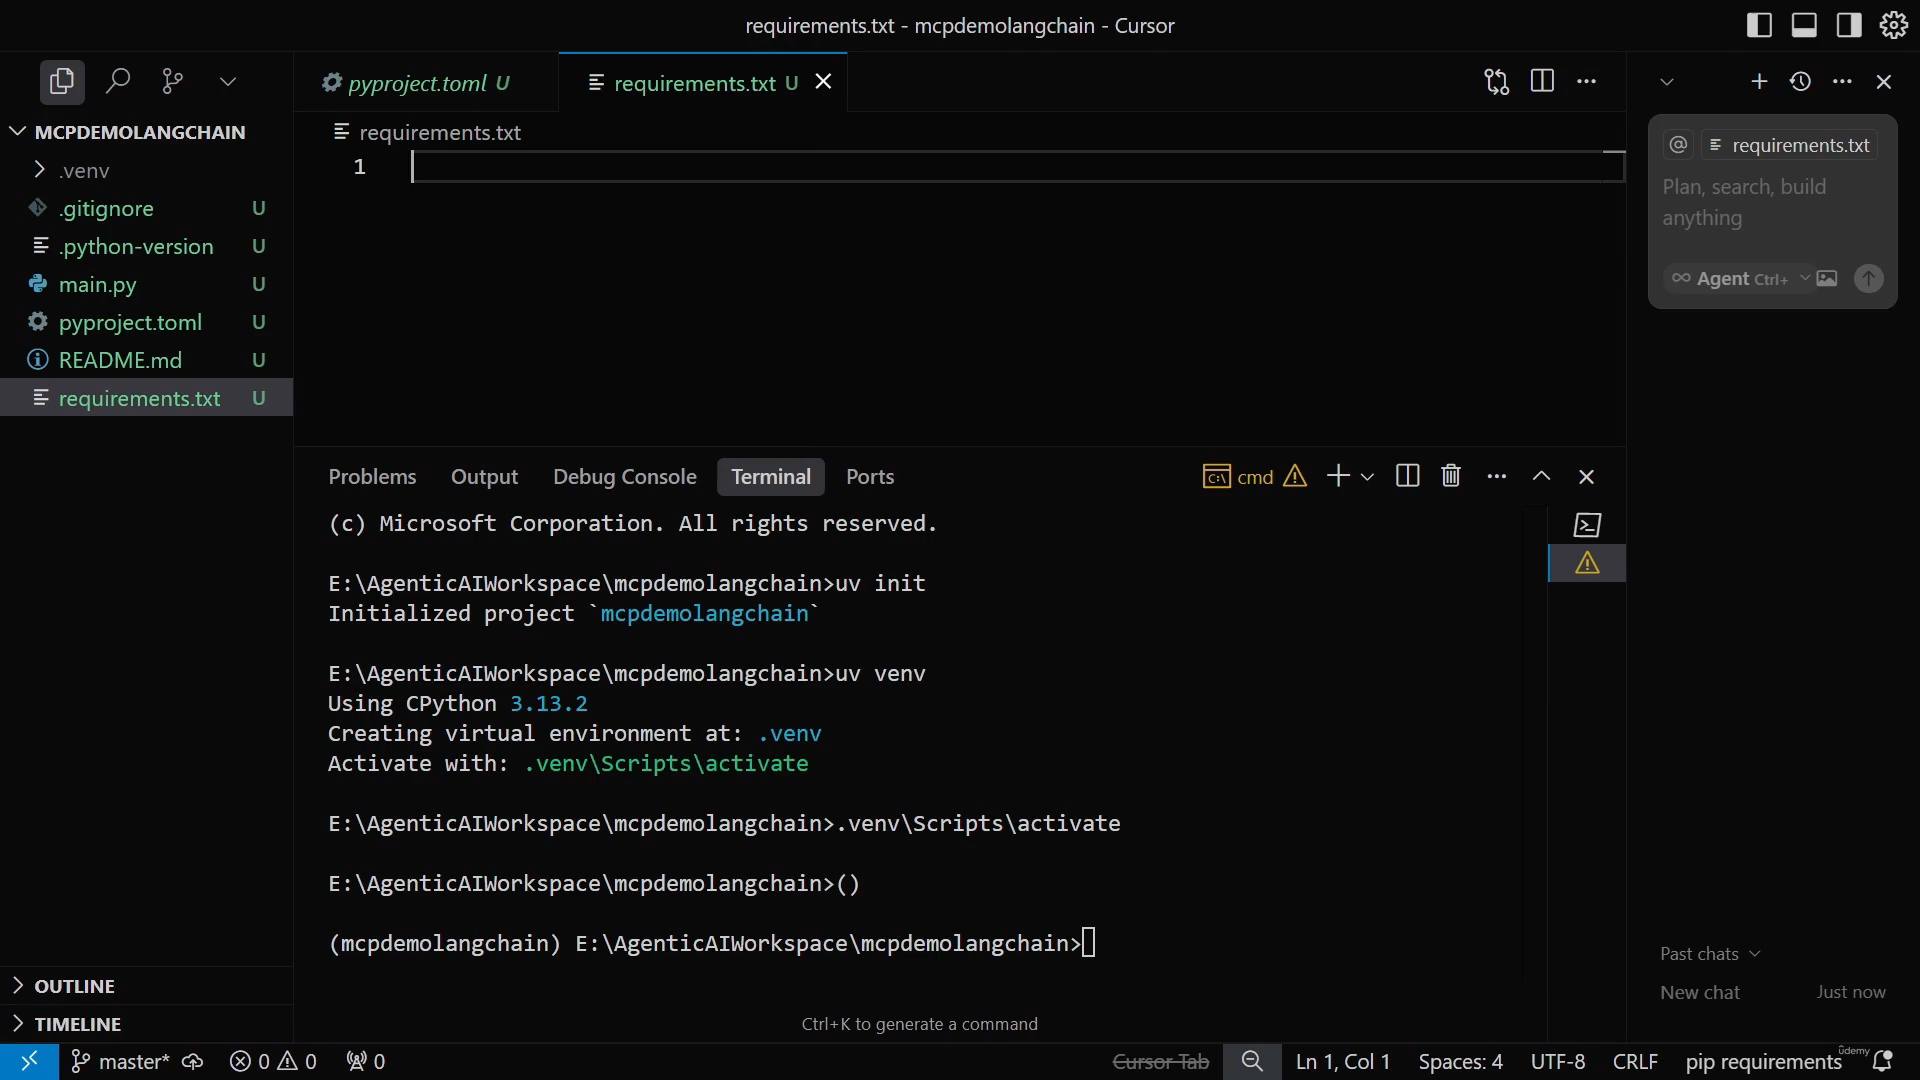 requirements.txt - mcpdemolangchain - Cursor
pyproject.toml U
requirements.txt U
MCPDEMOLANGCHAIN
.venv
.gitignore U
.python-version U
main.py U
pyproject.toml U
README.md U
requirements.txt U
OUTLINE
TIMELINE
requirements.txt
1
Problems Output Debug Console Terminal Ports
cmd
(c) Microsoft Corporation. All rights reserved.
E:\AgenticAIWorkspace\mcpdemolangchain>uv init
Initialized project `mcpdemolangchain`
E:\AgenticAIWorkspace\mcpdemolangchain>uv venv
Using CPython 3.13.2
Creating virtual environment at: .venv
Activate with: .venv\Scripts\activate
E:\AgenticAIWorkspace\mcpdemolangchain>.venv\Scripts\activate
E:\AgenticAIWorkspace\mcpdemolangchain>()
(mcpdemolangchain) E:\AgenticAIWorkspace\mcpdemolangchain>
Ctrl+K to generate a command
@ requirements.txt
Plan, search, build
anything
Agent Ctrl+
Past chats
New chat Just now
master* 0 0 0
Cursor Tab Ln 1, Col 1 Spaces: 4 UTF-8 CRLF pip requirements
udemy